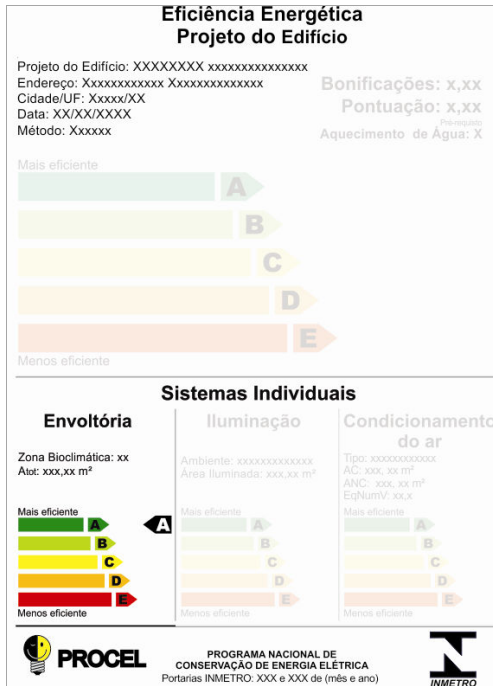 Eficiência Energética
Projeto do Edifício
Projeto do Edifício: XXXXXXXX xxxxxxxxxxxxxxx
Endereço: Xxxxxxxxxxx Xxxxxxxxxxxxxx
Cidade/UF: Xxxxx/XX
Data: XX/XX/XXXX
Método: Xxxxxx
Bonificações: x,xx
Pontuação: x,xx
Pré-requisito
Aquecimento de Água: X
Mais eficiente
A
B
C
D
E
Menos eficiente
Sistemas Individuais
Envoltória
Zona Bioclimática: xx
Atot: xxx,xx m²
Mais eficiente
A
A
B
C
D
E
Menos eficiente
Iluminação
Ambiente: xxxxxxxxxxxxx
Área Iluminada: xxx,xx m²
Mais eficiente
A
B
C
D
E
Menos eficiente
Condicionamento
do ar
Tipo: xxxxxxxxxxxx
AC: xxx, xx m²
ANC: xxx, xx m²
EqNumV: xx,x
Mais eficiente
A
B
C
D
E
Menos eficiente
PROCEL
PROGRAMA NACIONAL DE
CONSERVAÇÃO DE ENERGIA ELÉTRICA
Portarias INMETRO: XXX e XXX de (mês e ano)
INMETRO